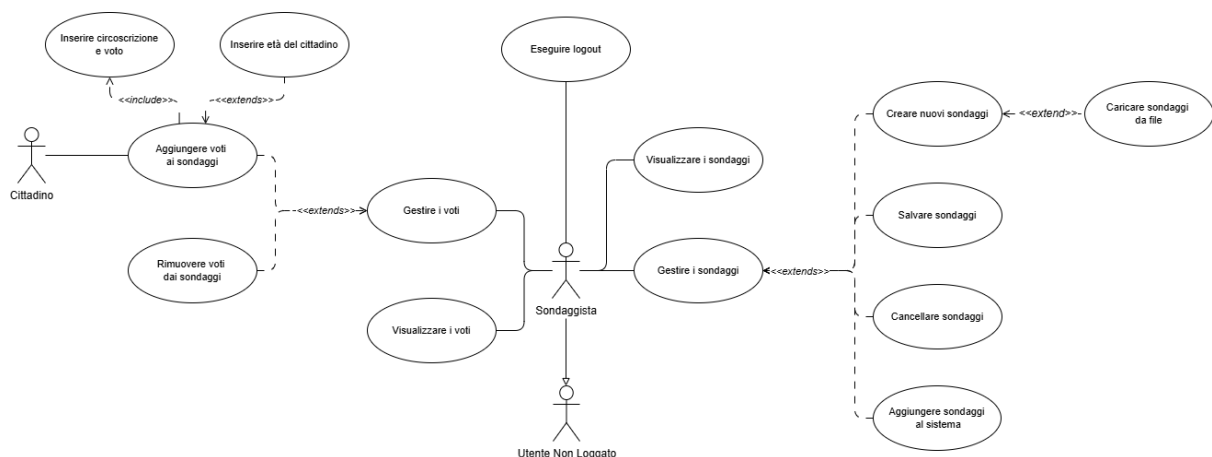 Inserire circoscrizione
e voto
Inserire età del cittadino
Eseguire logout
<<include>>
<<extends>>
Creare nuovi sondaggi
<<extend>>
Caricare sondaggi
da file
Aggiungere voti
ai sondaggi
Cittadino
Visualizzare i sondaggi
<<extends>>
Gestire i voti
Salvare sondaggi
Rimuovere voti
dai sondaggi
Gestire i sondaggi
<<extends>>
Sondaggista
Visualizzare i voti
Cancellare sondaggi
Aggiungere sondaggi
al sistema
Utente Non Loggato